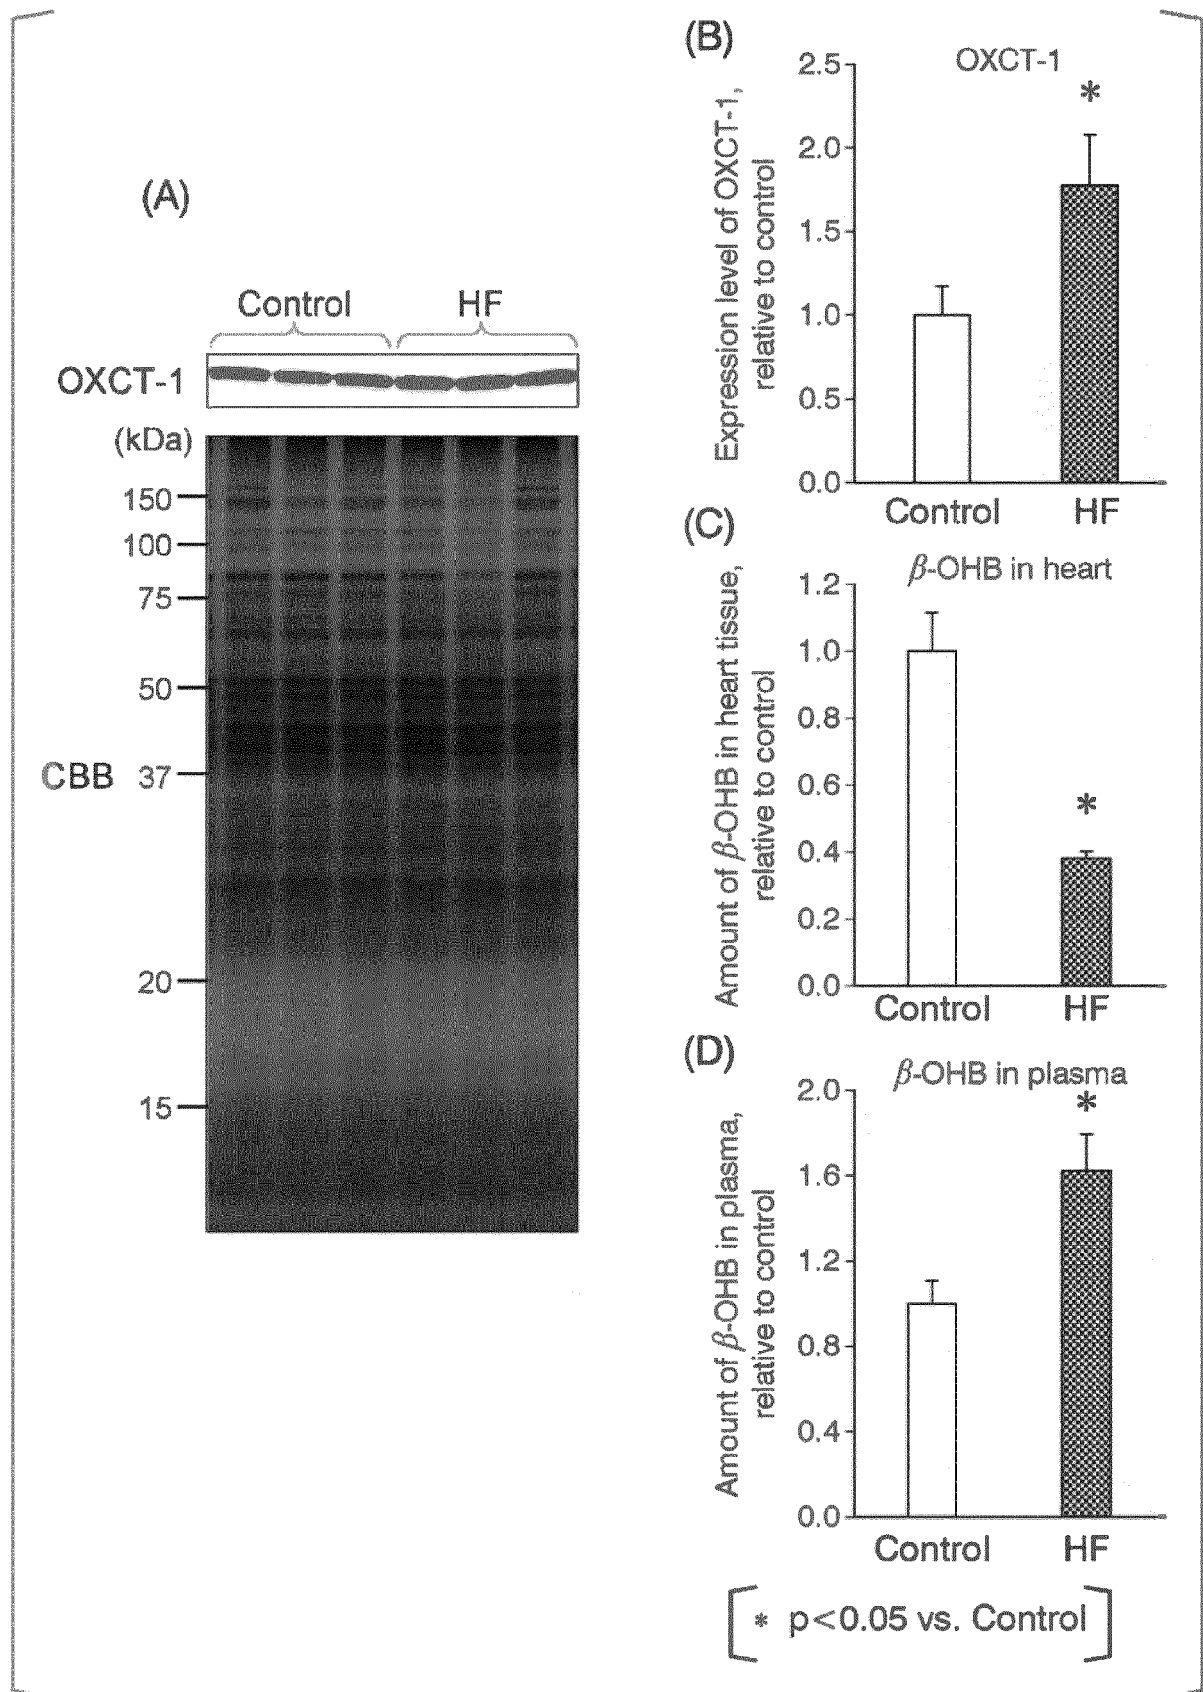 (A)
Control HF
OXCT-1
(kDa)
150
100
75
50
CBB 37
20
15
(B)
OXCT-1
Expression level of OXCT-1,
relative to control
2.5
2.0
*
1.5
1.0
0.5
0.0
Control HF
(C)
β-OHB in heart
Amount of β-OHB in heart tissue,
relative to control
1.2
1.0
0.8
0.6
*
0.4
0.2
0.0
Control HF
(D)
β-OHB in plasma
Amount of β-OHB in plasma,
relative to control
2.0
*
1.6
1.2
0.8
0.4
0.0
Control HF
[ * p<0.05 vs. Control ]